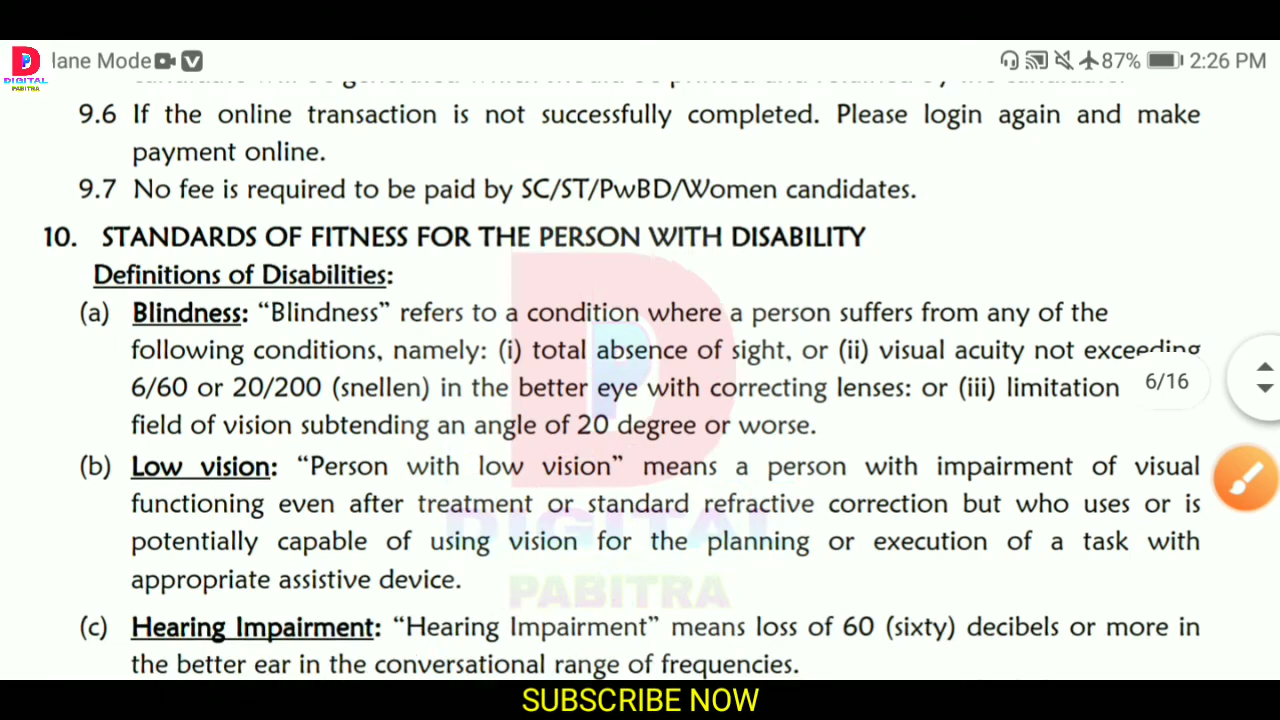 lane Mode
87% 2:26 PM
DIGITAL
PABITRA
9.6 If the online transaction is not successfully completed. Please login again and make
payment online.
9.7 No fee is required to be paid by SC/ST/PwBD/Women candidates.
10. STANDARDS OF FITNESS FOR THE PERSON WITH DISABILITY
Definitions of Disabilities:
(a) Blindness: “Blindness” refers to a condition where a person suffers from any of the
following conditions, namely: (i) total absence of sight, or (ii) visual acuity not exceeding
6/60 or 20/200 (snellen) in the better eye with correcting lenses: or (iii) limitation
6/16
field of vision subtending an angle of 20 degree or worse.
(b) Low vision: “Person with low vision” means a person with impairment of visual
functioning even after treatment or standard refractive correction but who uses or is
potentially capable of using vision for the planning or execution of a task with
appropriate assistive device.
DIGITAL
PABITRA
(c) Hearing Impairment: “Hearing Impairment” means loss of 60 (sixty) decibels or more in
the better ear in the conversational range of frequencies.
SUBSCRIBE NOW